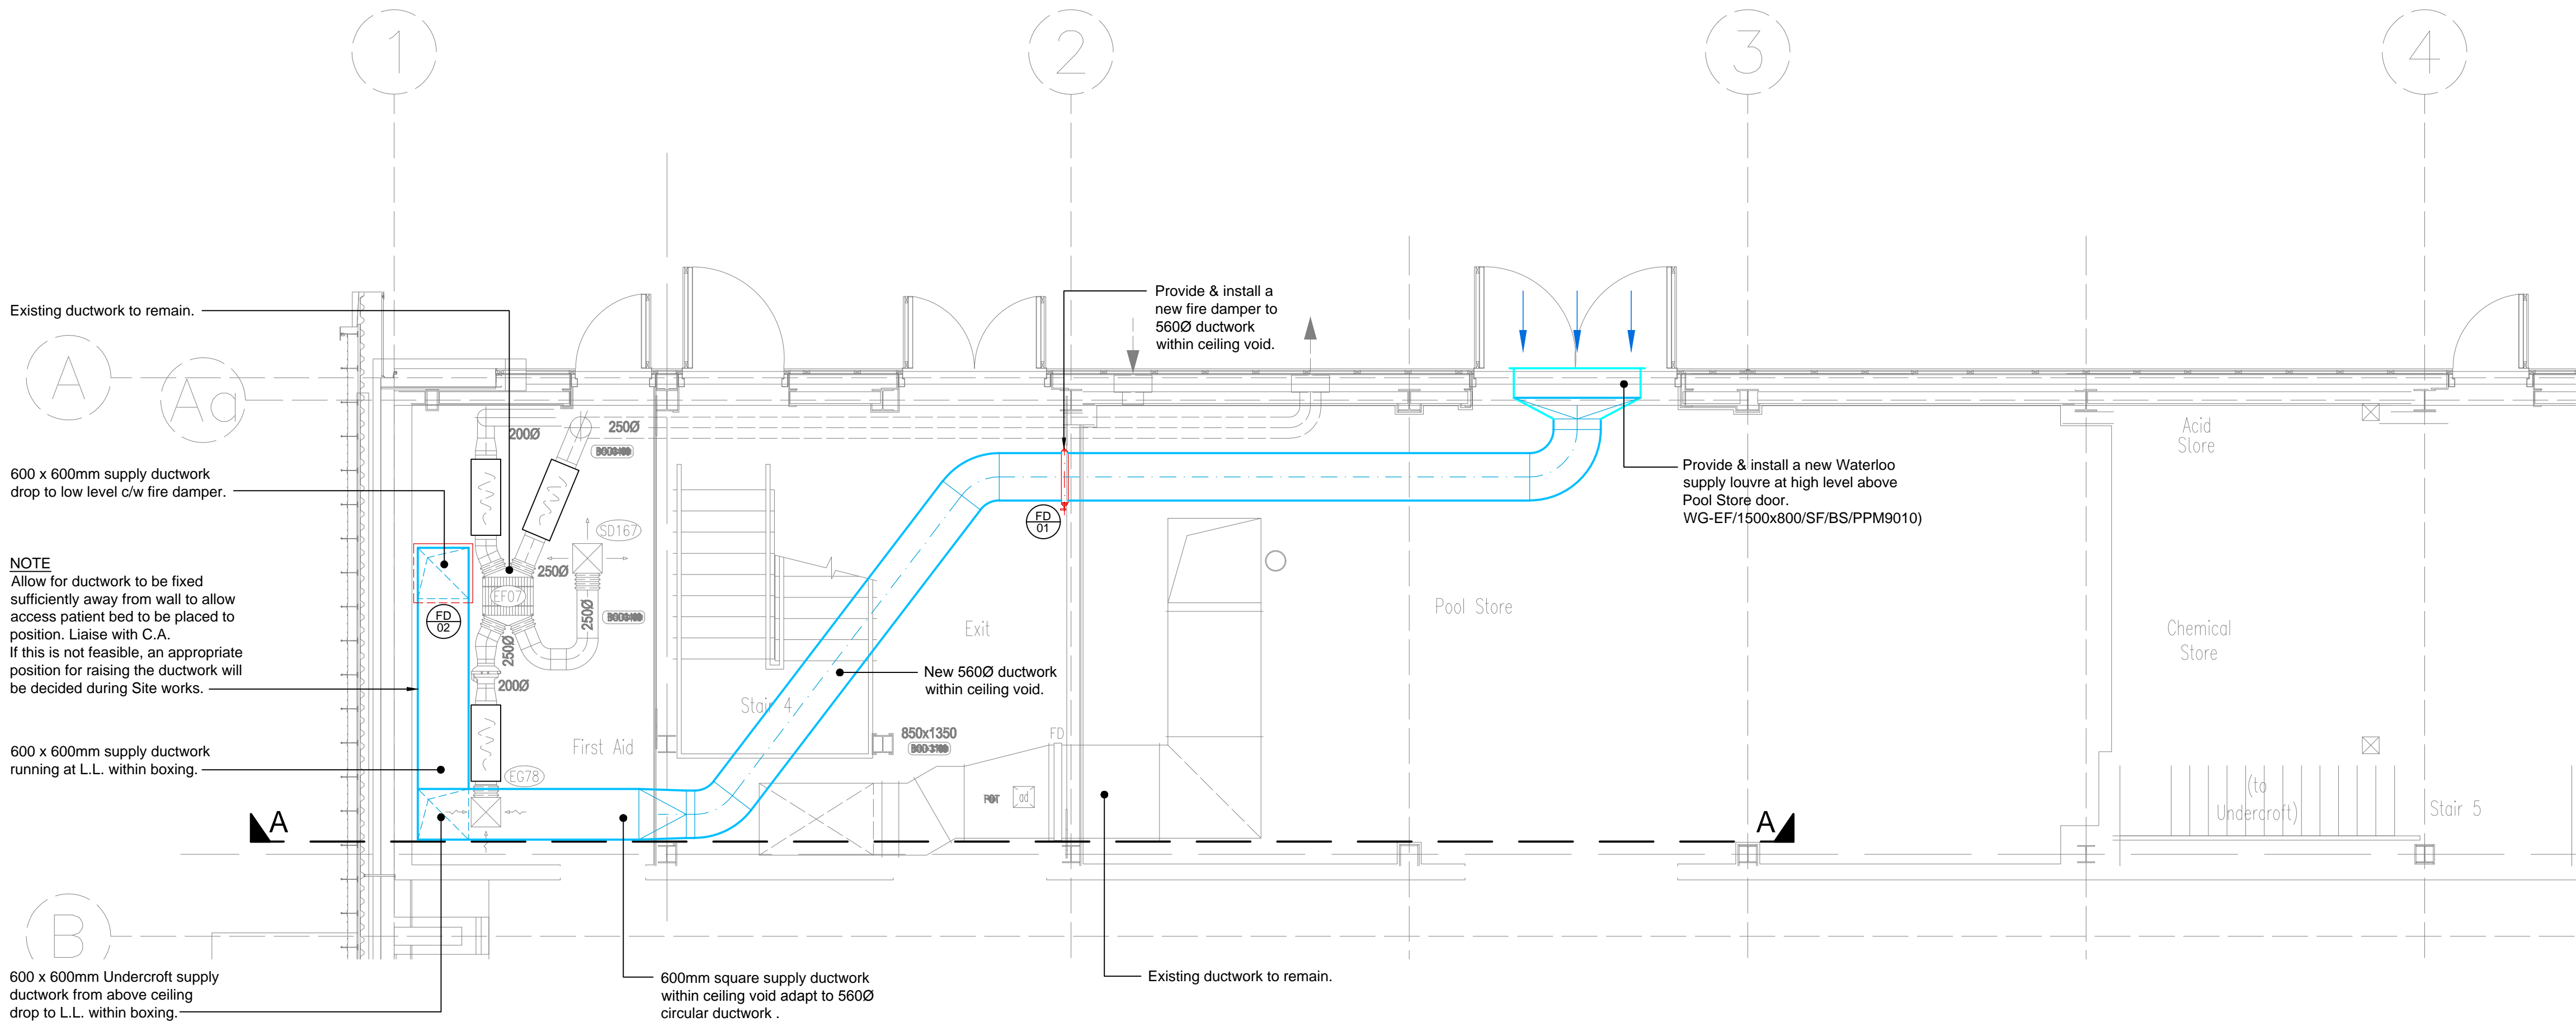 1
2
3
4
Existing ductwork to remain.
A
Aa
Provide & install a
new fire damper to
560Ø ductwork
within ceiling void.
200Ø
250Ø
600 x 600mm supply ductwork
drop to low level c/w fire damper.
Acid
Store
Provide & install a new Waterloo
supply louvre at high level above
Pool Store door.
WG-EF/1500x800/SF/BS/PPM9010)
FD
01
SD167
250Ø
EF07
NOTE
Allow for ductwork to be fixed
sufficiently away from wall to allow
access patient bed to be placed to
position. Liaise with C.A.
If this is not feasible, an appropriate
position for raising the ductwork will
be decided during Site works.
FD
02
250Ø
250Ø
200Ø
Exit
Pool Store
Chemical
Store
New 560Ø ductwork
within ceiling void.
Stair 4
First Aid
850x1350
FD
600 x 600mm supply ductwork
running at L.L. within boxing.
EG78
ad
(to
Undercroft)
Stair 5
A
A
B
600 x 600mm Undercroft supply
ductwork from above ceiling
drop to L.L. within boxing.
600mm square supply ductwork
within ceiling void adapt to 560Ø
circular ductwork .
Existing ductwork to remain.